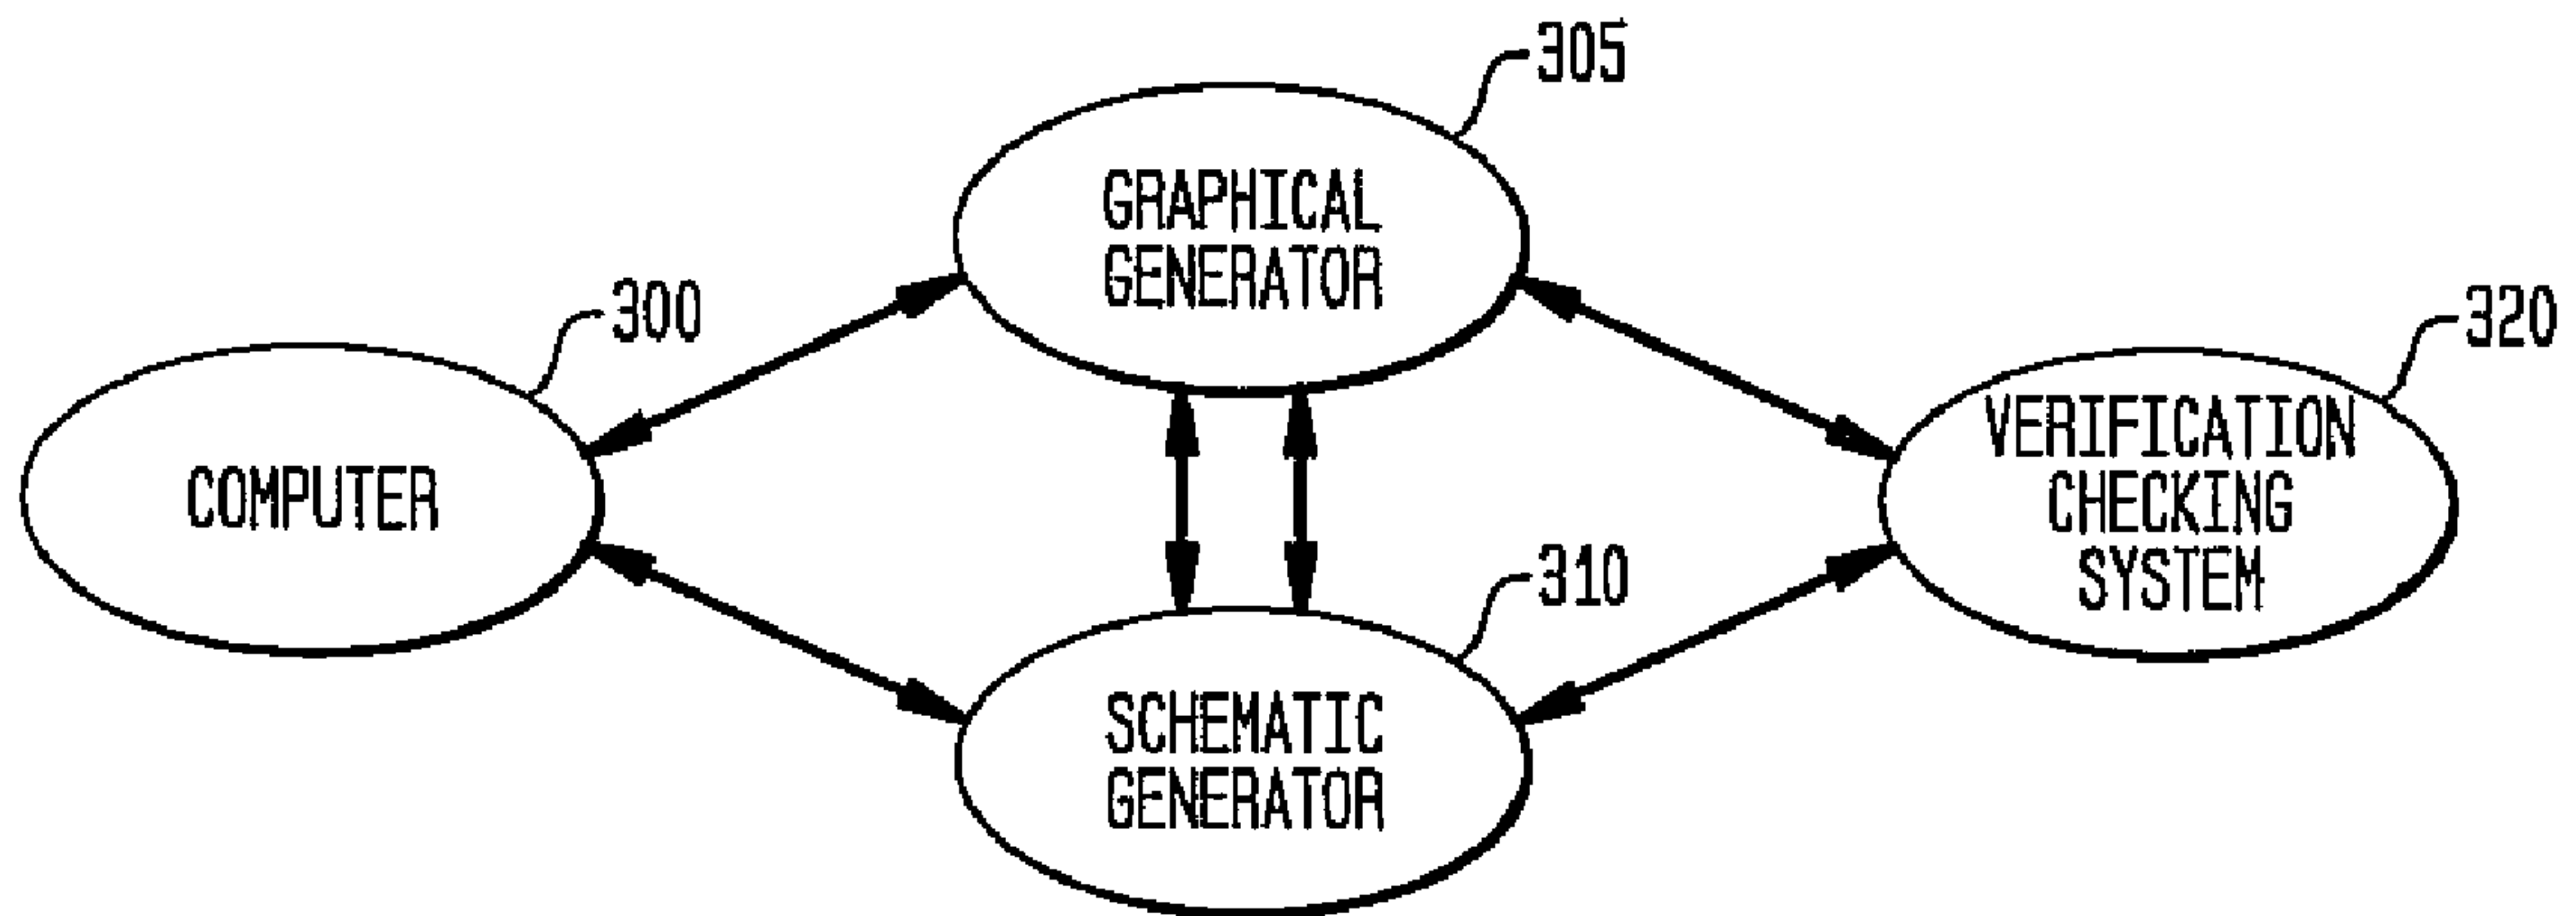 305
GRAPHICAL
GENERATOR
300
COMPUTER
320
VERIFICATION
CHECKING
SYSTEM
310
SCHEMATIC
GENERATOR